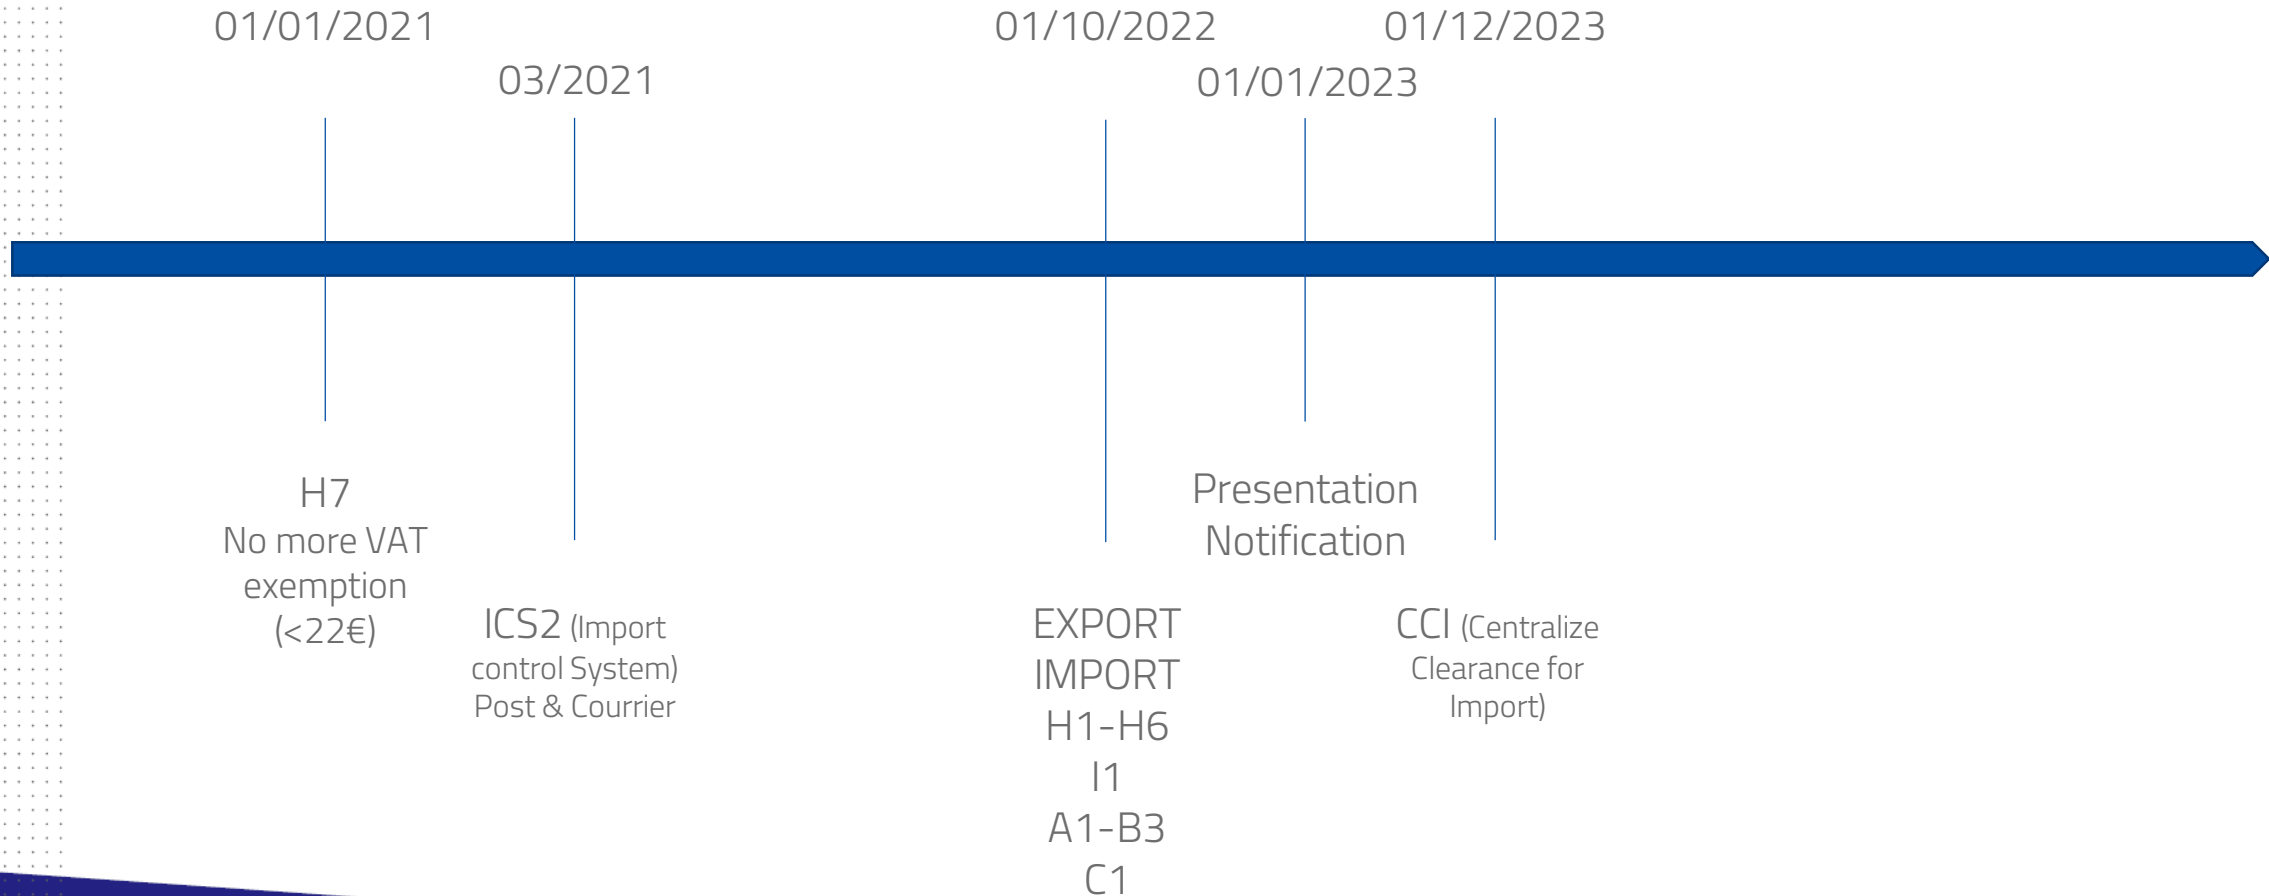 01/01/2021
03/2021
01/10/2022
01/01/2023
01/12/2023
H7
No more VAT
exemption
(<22€)
ICS2 (Import
control System)
Post & Courrier
EXPORT
IMPORT
H1-H6
I1
A1-B3
C1
Presentation
Notification
CCI (Centralize
Clearance for
Import)